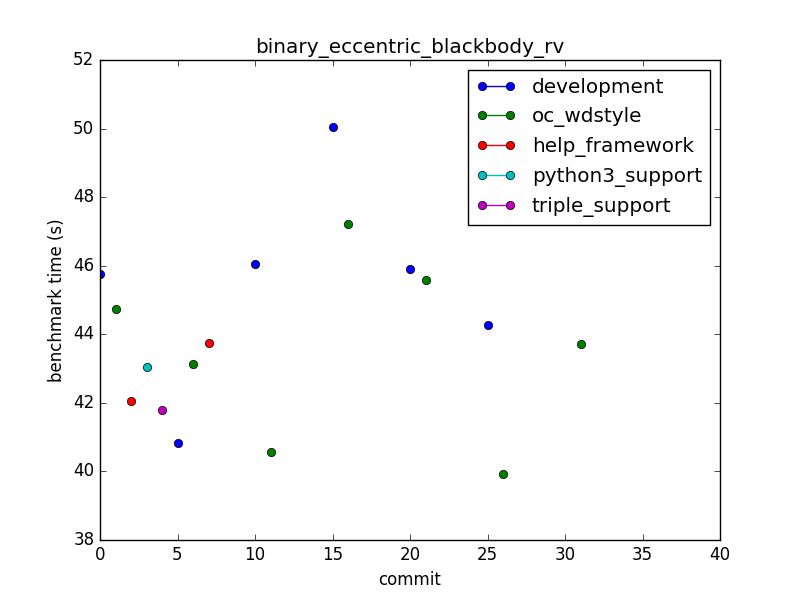 binary_eccentric_blackbody_rv
52
50
48
46
44
42
40
38
benchmark time (s)
development
oc_wdstyle
help_framework
python3_support
triple_support
0 5 10 15 20 25 30 35 40
commit